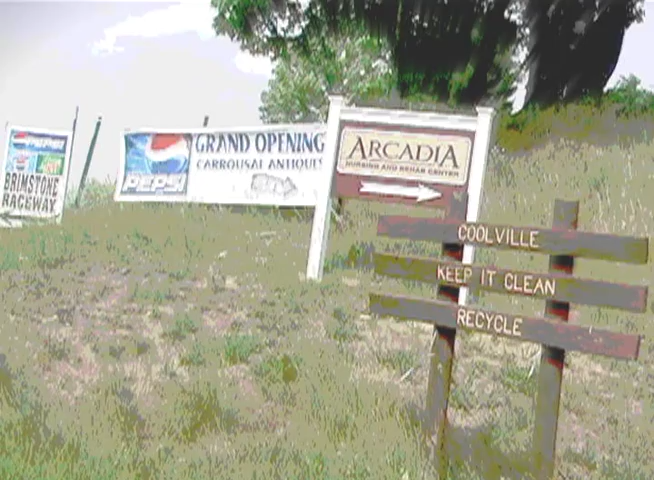 PEPSI
BRIMSTONE
RACEWAY
PEPSI
GRAND OPENING
CARROUSAL ANTIQUES
ARCADIA
NURSING AND REHAB CENTER
COOLVILLE
KEEP IT CLEAN
RECYCLE